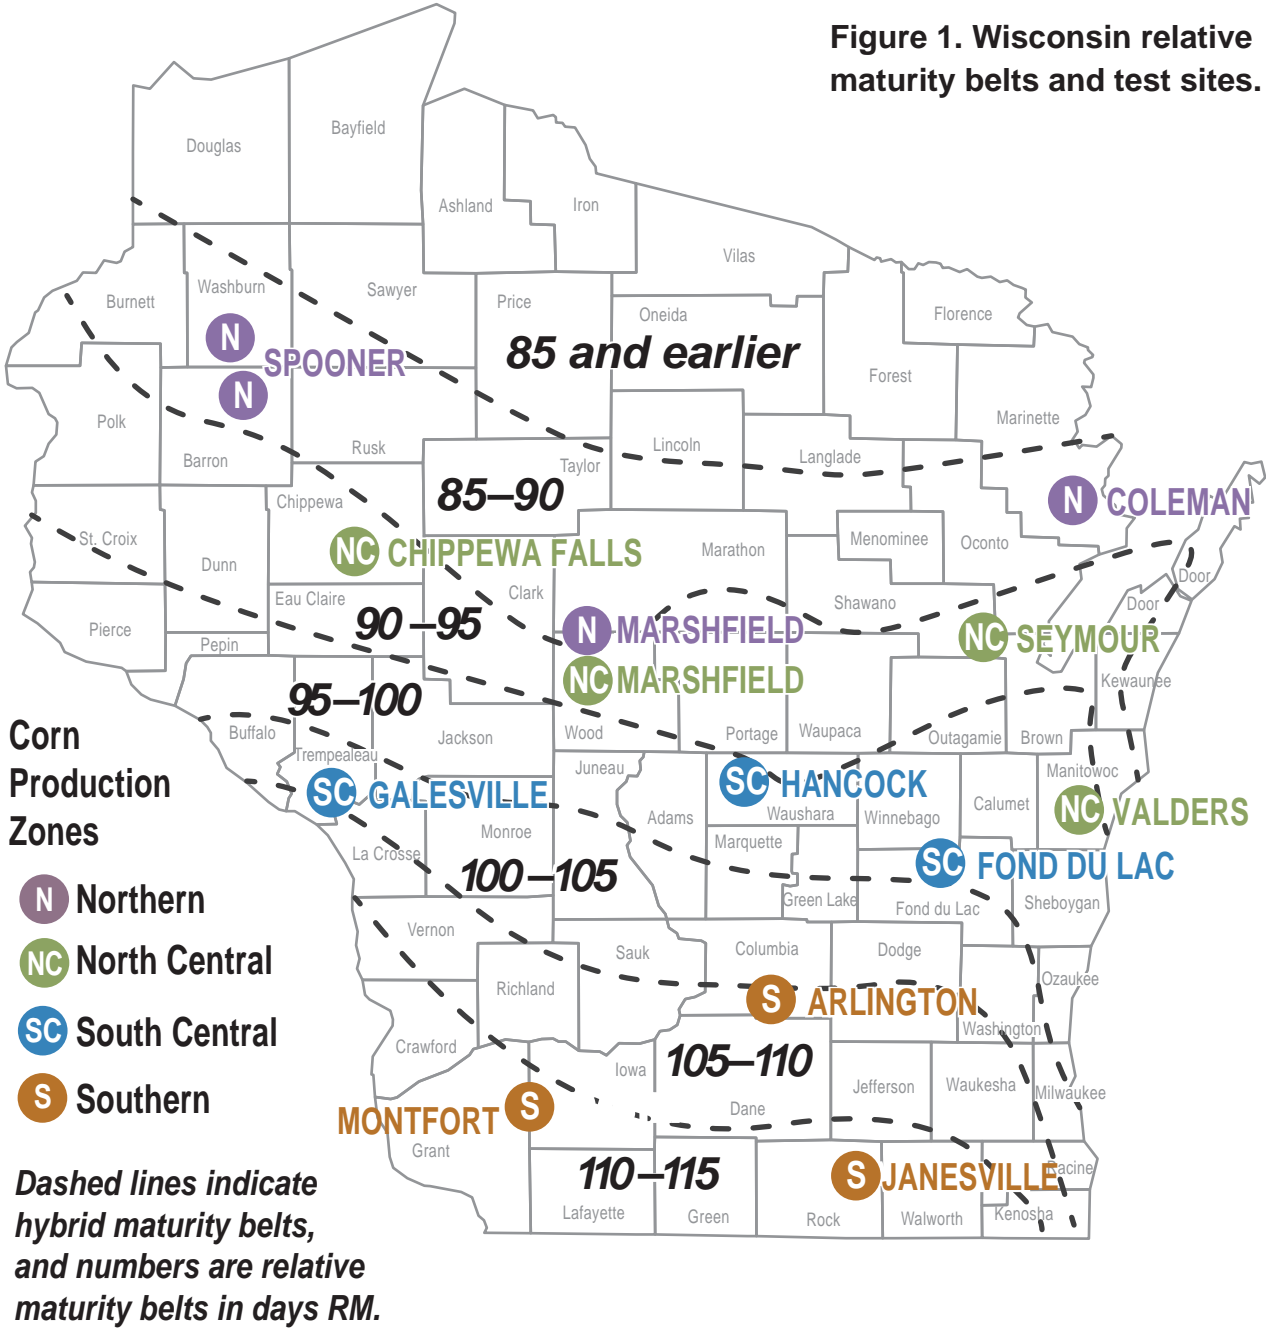 Figure 1. Wisconsin relative
maturity belts and test sites.
Bayfield
Douglas
Ashland
Iron
Vilas
Washburn
Sawyer
Burnett
Price
Oneida
Florence
N
SPOONER
85 and earlier
Forest
N
Polk
Marinette
Rusk
Lincoln
Langlade
Barron
Taylor
85–90
Chippewa
N COLEMAN
St. Croix
NC CHIPPEWA FALLS
Marathon
Menominee
Oconto
Dunn
Door
Eau Claire
Clark
Shawano
Door
Pierce
90–95
N MARSHFIELD
NC SEYMOUR
Pepin
NC MARSHFIELD
Kewaunee
95–100
Buffalo
Jackson
Wood
Portage
Waupaca
Outagamie
Brown
Corn
Production
Zones
Trempealeau
Juneau
Manitowoc
SC GALESVILLE
SC HANCOCK
Calumet
NC VALDERS
Adams
Waushara
Winnebago
Monroe
Marquette
La Crosse
100–105
SC FOND DU LAC
Green Lake
Fond du Lac
Sheboygan
N Northern
Vernon
Sauk
Columbia
Dodge
NC North Central
Richland
Ozaukee
S ARLINGTON
SC South Central
Washington
Crawford
Iowa
105–110
Jefferson
Waukesha
Milwaukee
S Southern
MONTFORT S
Dane
Grant
110–115
S JANESVILLE
Racine
Lafayette
Green
Rock
Walworth
Kenosha
Dashed lines indicate
hybrid maturity belts,
and numbers are relative
maturity belts in days RM.